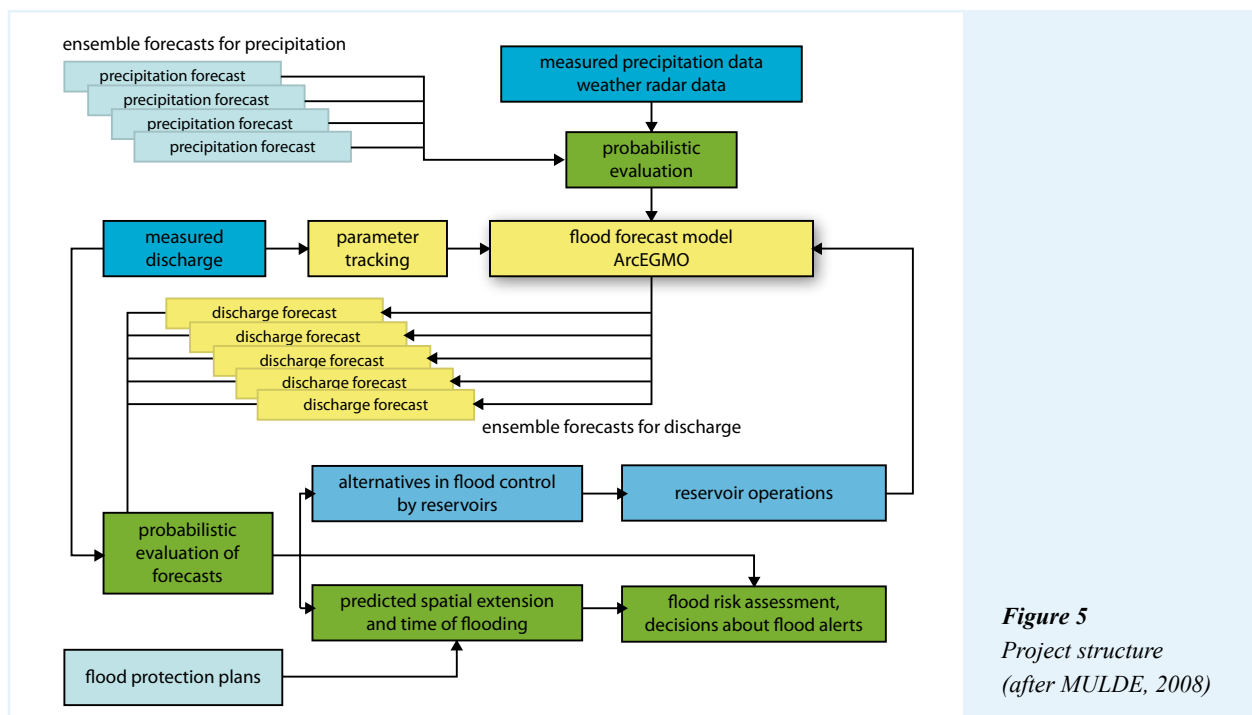 ensemble forecasts for precipitation
precipitation forecast
precipitation forecast
precipitation forecast
precipitation forecast
measured precipitation data
weather radar data
probabilistic
evaluation
measured
discharge
parameter
tracking
flood forecast model
ArcEGMO
discharge forecast
discharge forecast
discharge forecast
discharge forecast
discharge forecast
ensemble forecasts for discharge
alternatives in flood control
by reservoirs
reservoir operations
probabilistic
evaluation of
forecasts
predicted spatial extension
and time of flooding
flood risk assessment,
decisions about flood alerts
flood protection plans
Figure 5
Project structure
(after MULDE, 2008)